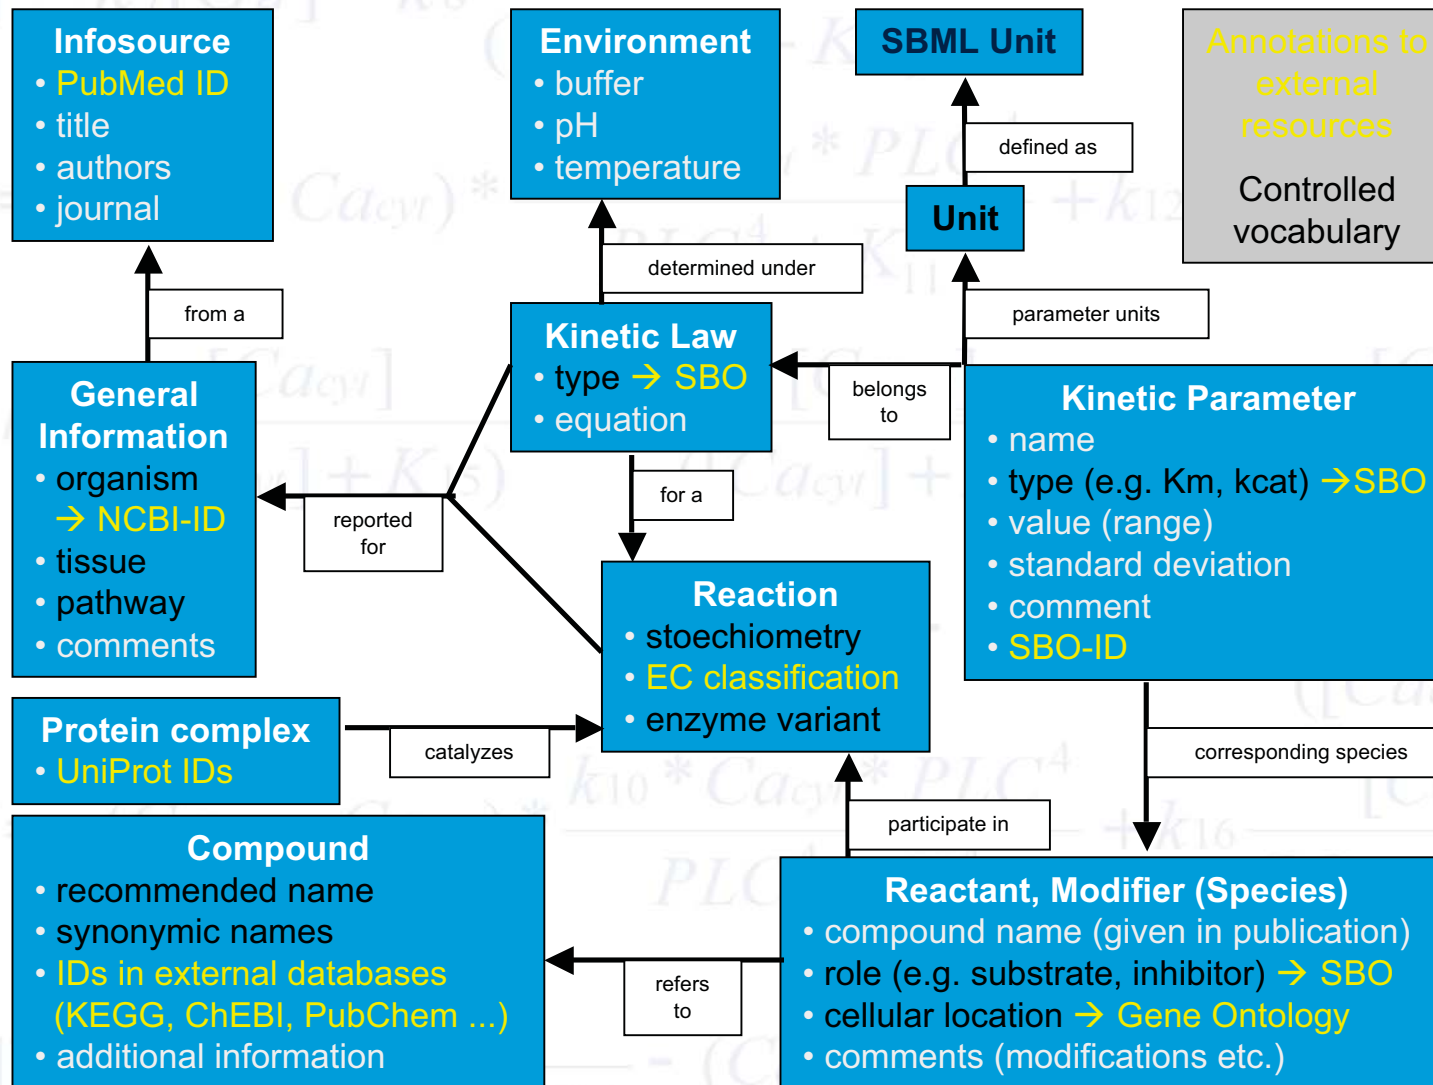 Infosource
• PubMed ID
• title
• authors
• journal
Environment
• buffer
• pH
• temperature
SBML Unit
Annotations to
external
resources
Controlled
vocabulary
defined as
Unit
from a
determined under
parameter units
General
Information
• organism
→ NCBI-ID
• tissue
• pathway
• comments
Kinetic Law
• type → SBO
• equation
belongs
to
Kinetic Parameter
• name
• type (e.g. Km, kcat) →SBO
• value (range)
• standard deviation
• comment
• SBO-ID
reported
for
for a
Reaction
• stoechiometry
• EC classification
• enzyme variant
Protein complex
• UniProt IDs
catalyzes
corresponding species
participate in
Compound
• recommended name
• synonymic names
• IDs in external databases
(KEGG, ChEBI, PubChem ...)
• additional information
refers
to
Reactant, Modifier (Species)
• compound name (given in publication)
• role (e.g. substrate, inhibitor) → SBO
• cellular location → Gene Ontology
• comments (modifications etc.)